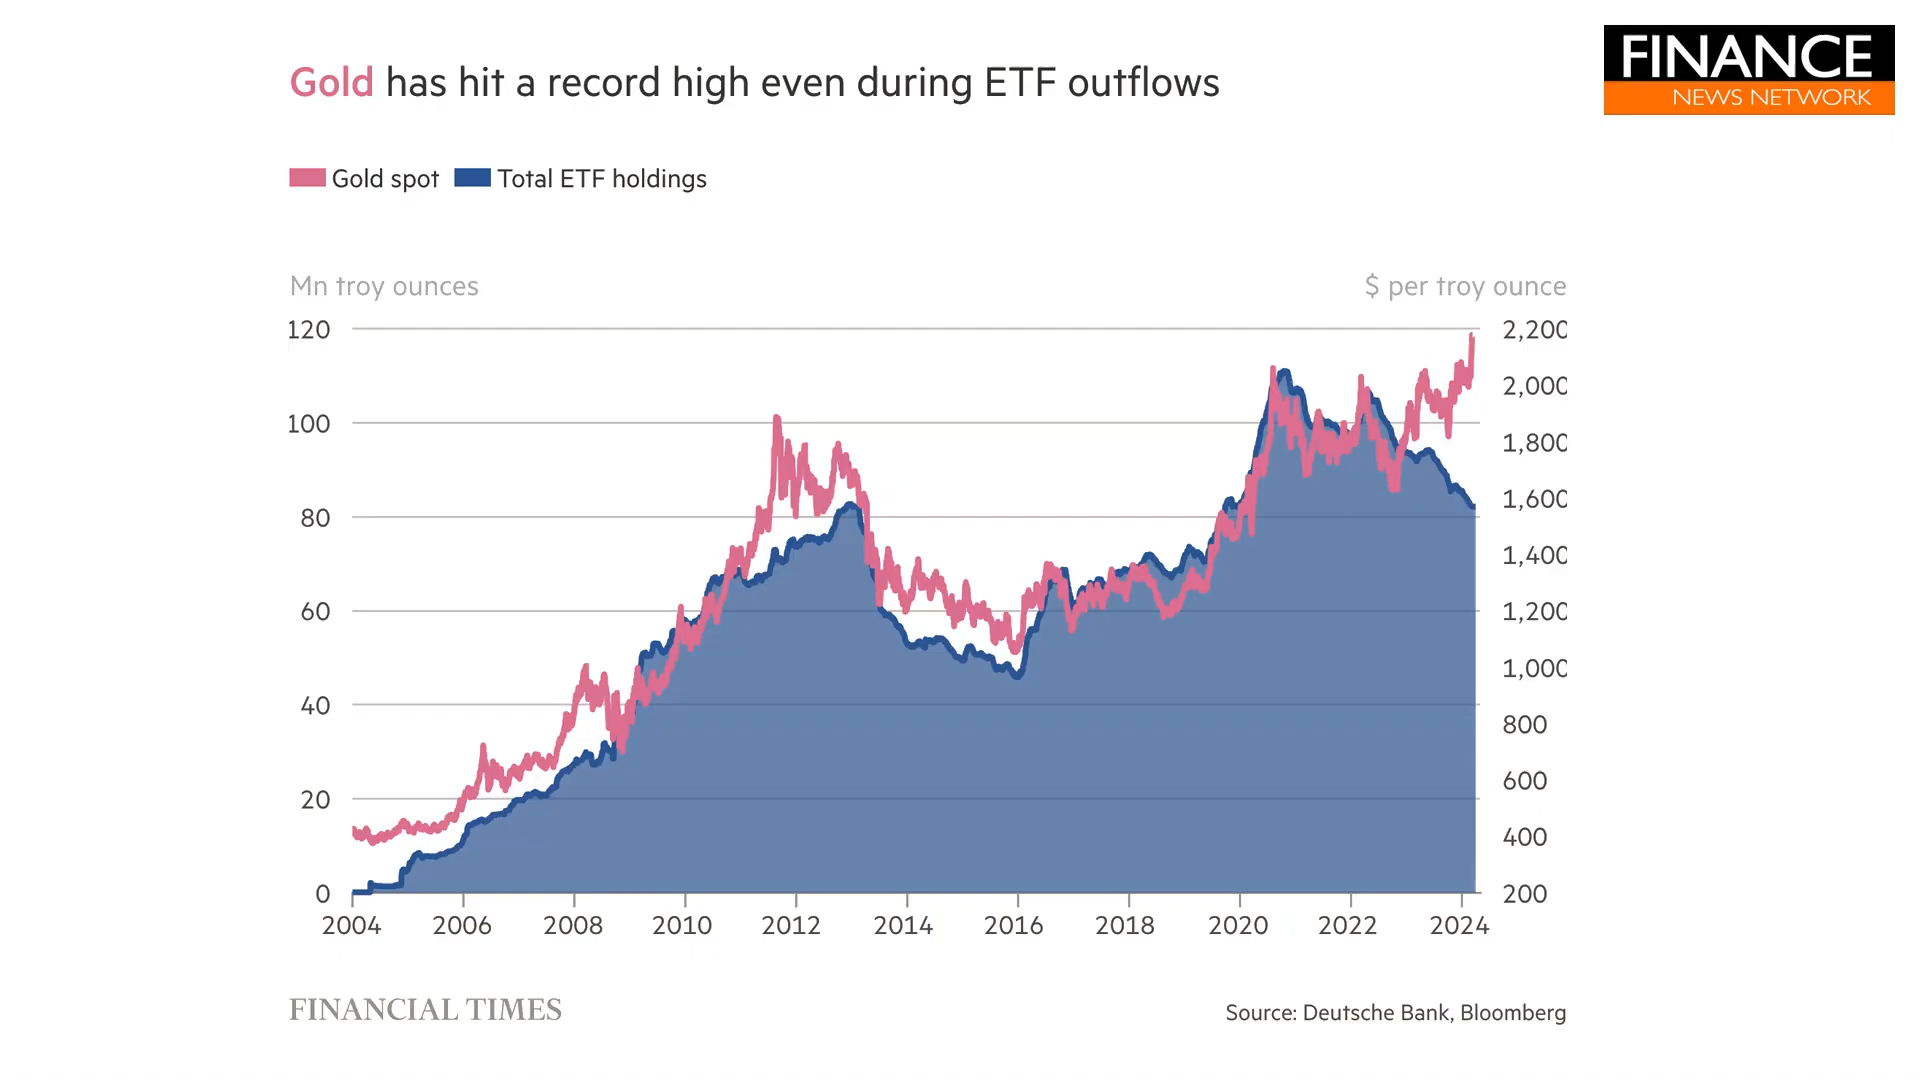 FINANCE
NEWS NETWORK
Gold has hit a record high even during ETF outflows
Gold spot Total ETF holdings
Mn troy ounces $ per troy ounce
120 2,200
2,000
100
1,800
80 1,600
1,400
60 1,200
1,000
40
800
600
20
400
0 200
2004 2006 2008 2010 2012 2014 2016 2018 2020 2022 2024
FINANCIAL TIMES Source: Deutsche Bank, Bloomberg